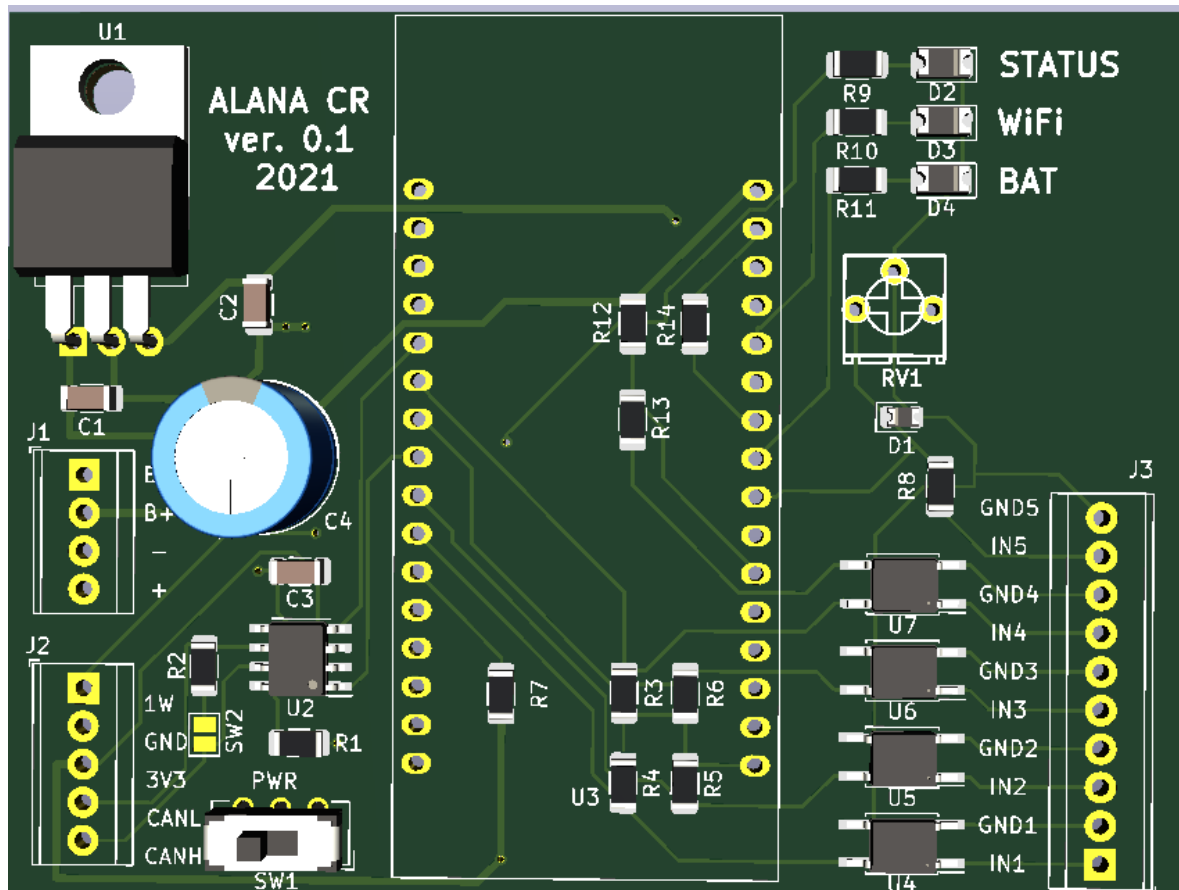 U1
ALANA CR
ver. 0.1
2021
STATUS
R9
D2
WiFi
R10
D3
BAT
R11
D4
C2
R12
R14
RV1
C1
R13
D1
J1
J3
R8
B+
−
+
C4
GND5
IN5
C3
GND4
U7
IN4
J2
R2
U2
R7
R3
R6
GND3
1W
U6
IN3
GND
SW2
R1
GND2
3V3
PWR
U3
R4
R5
U5
IN2
CANL
GND1
CANH
SW1
U4
IN1